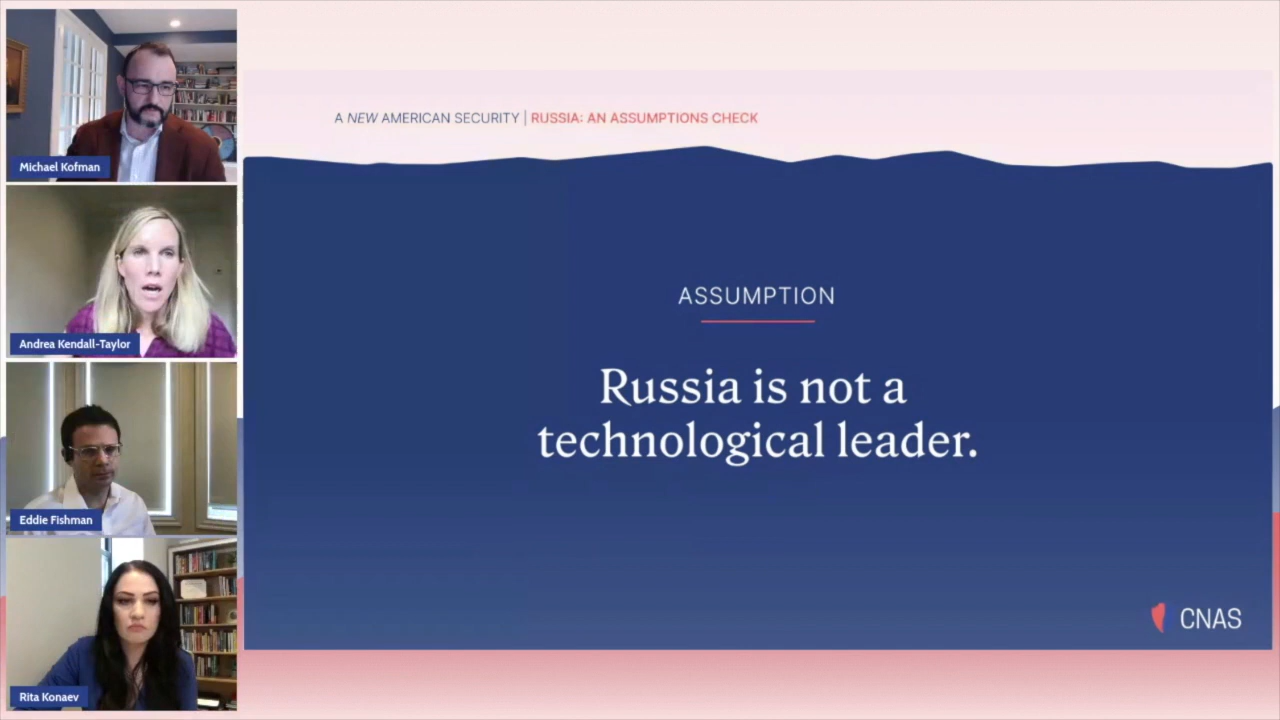 Michael Kofman
Andrea Kendall-Taylor
Eddie Fishman
Rita Konaev
A NEW AMERICAN SECURITY | RUSSIA: AN ASSUMPTIONS CHECK
ASSUMPTION
Russia is not a
technological leader.
CNAS